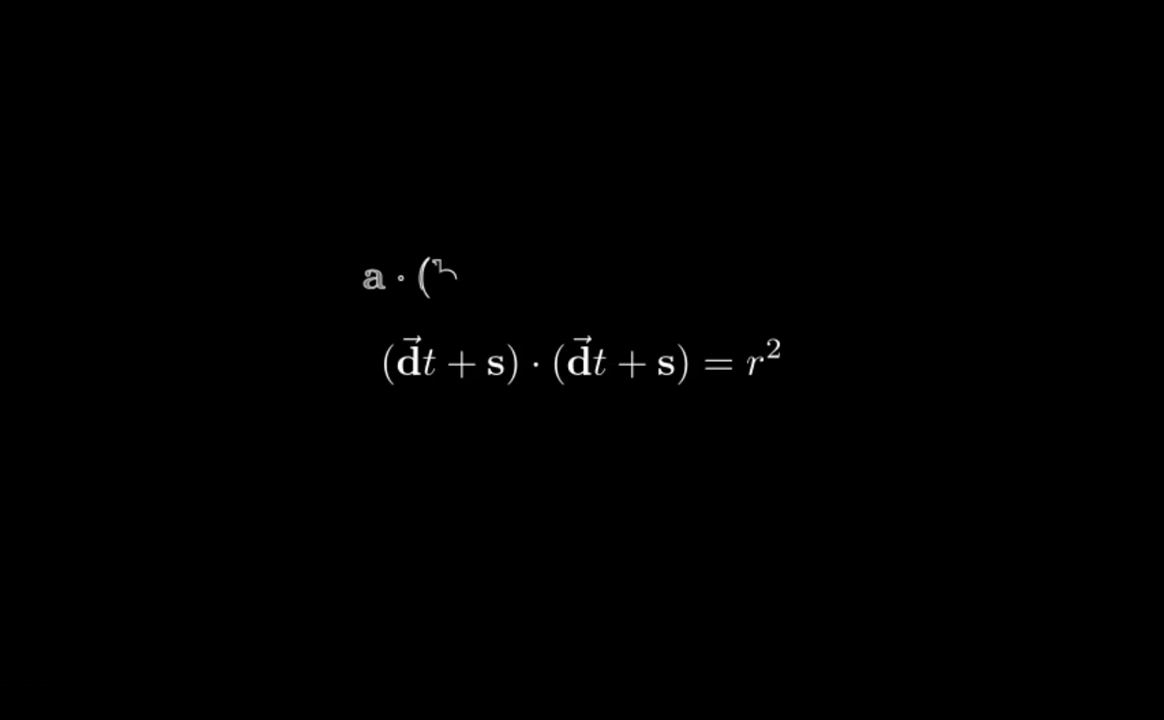 a · (
(d⃗t + s) · (d⃗t + s) = r²